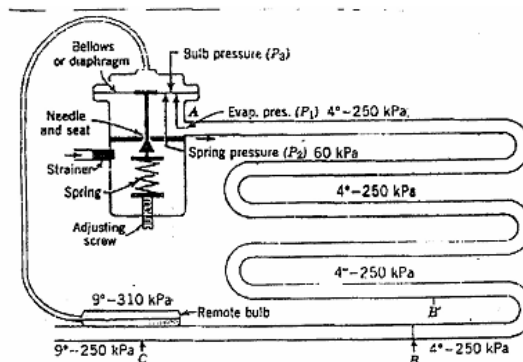 Bellows
or diaphragm
Bulb pressure (P3)
A
Evap. pres. (P1) 4°-250 kPa
Needle
and seat
Spring pressure (P2) 60 kPa
Strainer
Spring
4°-250 kPa
Adjusting
screw
4°-250 kPa
9°-310 kPa
Remote bulb
B'
9°-250 kPa
C
B
4°-250 kPa